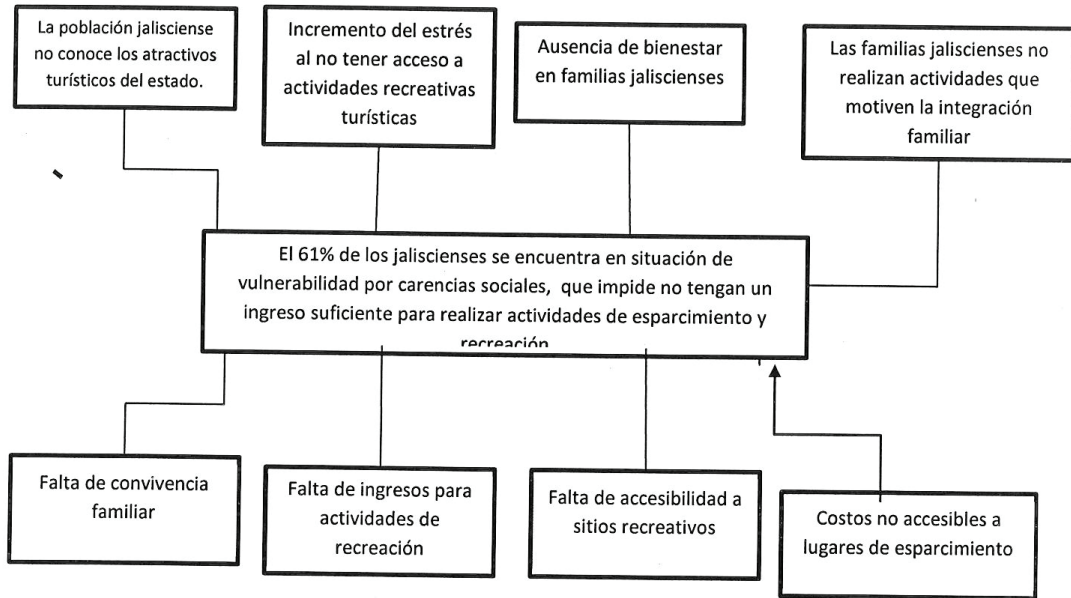 La población jalisciense
no conoce los atractivos
turísticos del estado.
Incremento del estrés
al no tener acceso a
actividades recreativas
turísticas
Ausencia de bienestar
en familias jaliscienses
Las familias jaliscienses no
realizan actividades que
motiven la integración
familiar
El 61% de los jaliscienses se encuentra en situación de
vulnerabilidad por carencias sociales, que impide no tengan un
ingreso suficiente para realizar actividades de esparcimiento y
recreación
Falta de convivencia
familiar
Falta de ingresos para
actividades de
recreación
Falta de accesibilidad a
sitios recreativos
Costos no accesibles a
lugares de esparcimiento